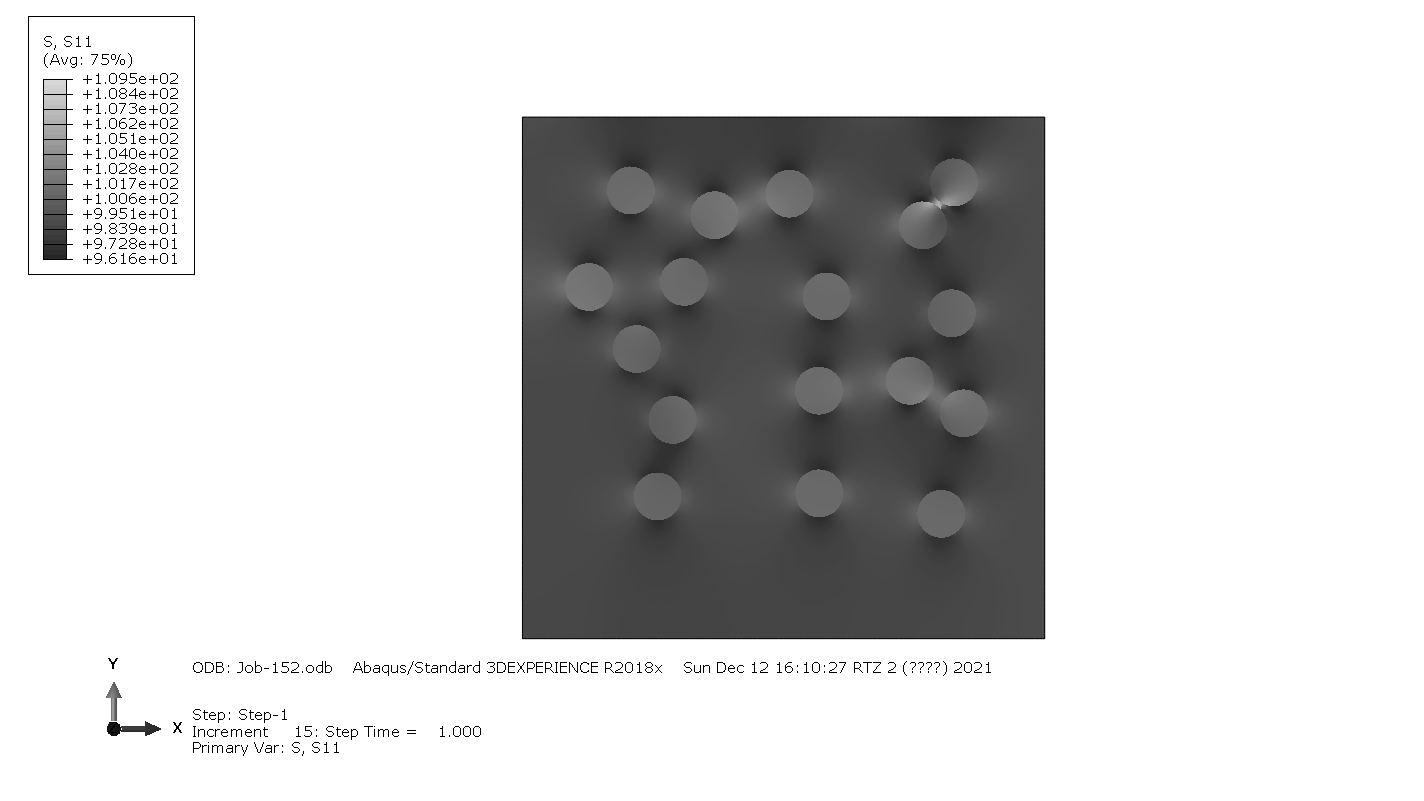 S, S11
(Avg: 75%)
+1.095e+02
+1.084e+02
+1.073e+02
+1.062e+02
+1.051e+02
+1.040e+02
+1.028e+02
+1.017e+02
+1.006e+02
+9.951e+01
+9.839e+01
+9.728e+01
+9.616e+01
Y
X
ODB: Job-152.odb Abaqus/Standard 3DEXPERIENCE R2018x Sun Dec 12 16:10:27 RTZ 2 (????) 2021
Step: Step-1
Increment 15: Step Time = 1.000
Primary Var: S, S11